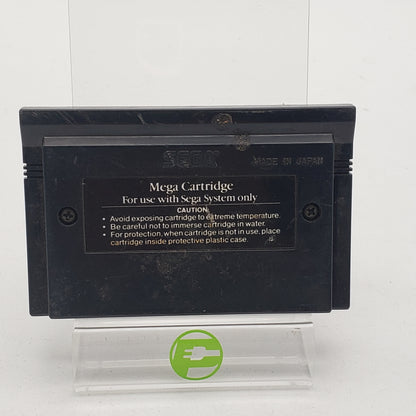 SEGA
MADE IN JAPAN
Mega Cartridge
For use with Sega System only
CAUTION:
• Avoid exposing cartridge to extreme temperature.
• Be careful not to immerse cartridge in water.
• For protection, when cartridge is not in use, place
cartridge inside protective plastic case.